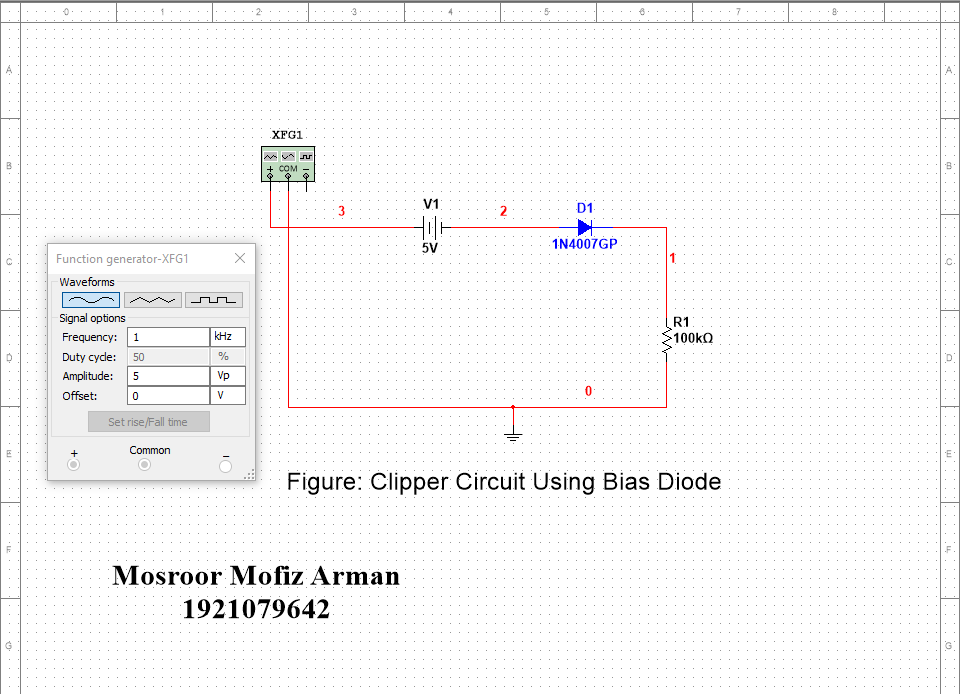 0 1 2 3 4 5 6 7 8
A A
XFG1
COM
B B
3 V1 2 D1
5V 1N4007GP
Function generator-XFG1
1
C C
Waveforms
Signal options
R1
100kΩ
Frequency: 1 kHz
Duty cycle: 50 %
D D
Amplitude: 5 Vp
Offset: 0 V
0
Set rise/Fall time
+ Common −
E E
Figure: Clipper Circuit Using Bias Diode
F F
Mosroor Mofiz Arman
1921079642
G G